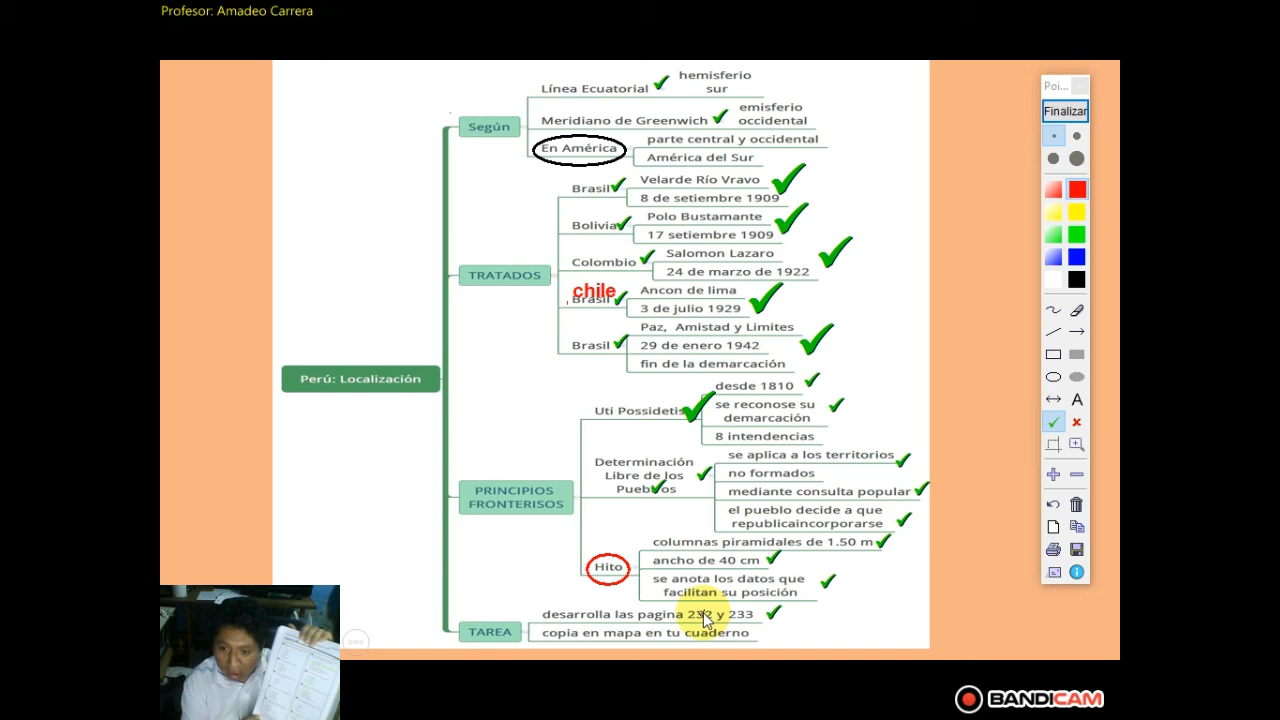 Profesor: Amadeo Carrera
Perú: Localización
Según
Línea Ecuatorial
hemisferio
sur
Meridiano de Greenwich
emisferio
occidental
En América
parte central y occidental
América del Sur
TRATADOS
Brasil
Velarde Río Vravo
8 de setiembre 1909
Bolivia
Polo Bustamante
17 setiembre 1909
Colombio
Salomon Lazaro
24 de marzo de 1922
chile
Brasil
Ancon de lima
3 de julio 1929
Brasil
Paz, Amistad y Limites
29 de enero 1942
fin de la demarcación
PRINCIPIOS
FRONTERISOS
Uti Possidetis
desde 1810
se reconose su
demarcación
8 intendencias
Determinación
Libre de los
Pueblos
se aplica a los territorios
no formados
mediante consulta popular
el pueblo decide a que
republicaincorporarse
Hito
columnas piramidales de 1.50 m
ancho de 40 cm
se anota los datos que
facilitan su posición
TAREA
desarrolla las pagina 232 y 233
copia en mapa en tu cuaderno
Poi...
Finalizar
A
BANDICAM